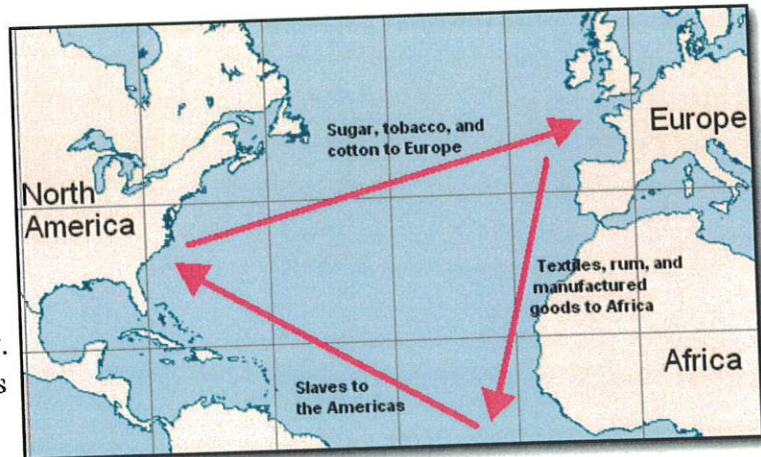 Sugar, tobacco, and
cotton to Europe
Europe
North
America
Textiles, rum, and
manufactured
goods to Africa
Africa
Slaves to
the Americas
.
s